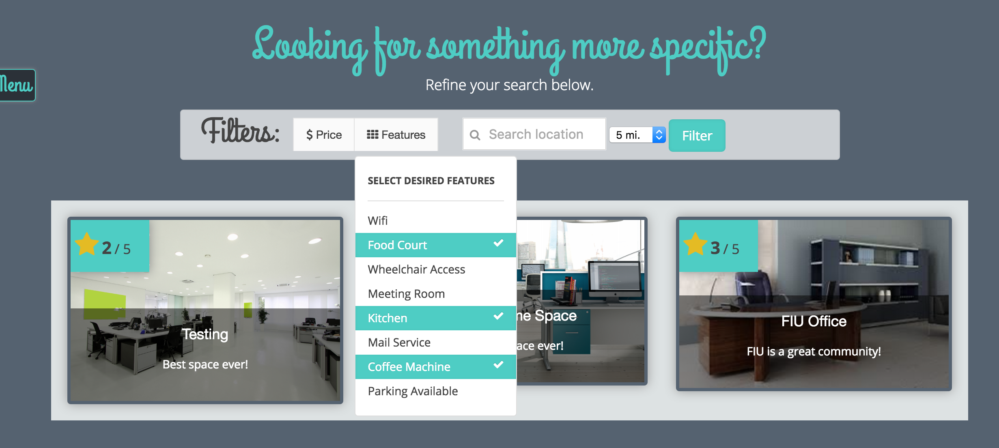 Looking for something more specific?
Refine your search below.
Menu
Filters:
$ Price
Features
Search location
5 mi.
Filter
SELECT DESIRED FEATURES
Wifi
Food Court
Wheelchair Access
Meeting Room
Kitchen
Mail Service
Coffee Machine
Parking Available
2 / 5
Testing
Best space ever!
Space
ever!
3 / 5
FIU Office
FIU is a great community!